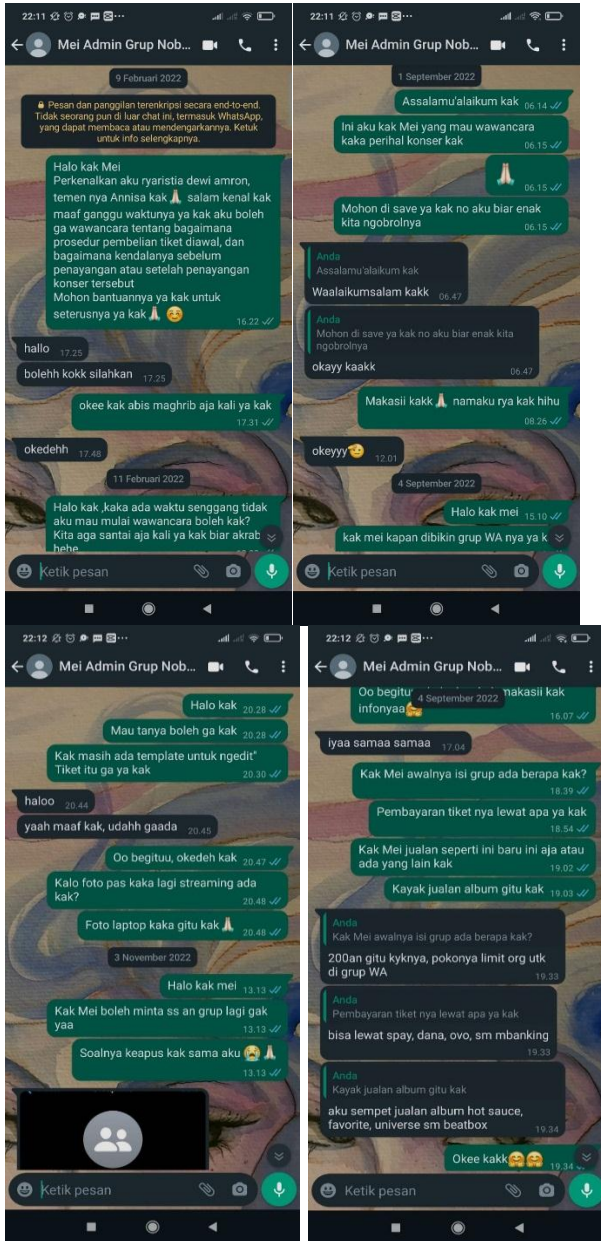 22:11
Mei Admin Grup Nob...
9 Februari 2022
Pesan dan panggilan terenkripsi secara end-to-end.
Tidak seorang pun di luar chat ini, termasuk WhatsApp,
yang dapat membaca atau mendengarkannya. Ketuk
untuk info selengkapnya.
Halo kak Mei
Perkenalkan aku ryaristia dewi amron,
temen nya Annisa kak🙏🏻 salam kenal kak
maaf ganggu waktunya ya kak aku boleh
ga wawancara tentang bagaimana
prosedur pembelian tiket diawal, dan
bagaimana kendalanya sebelum
penayangan atau setelah penayangan
konser tersebut
Mohon bantuannya ya kak untuk
seterusnya ya kak🙏🏻 ☺️
16.22
hallo 17.25
bolehh kokk silahkan 17.25
okee kak abis maghrib aja kali ya kak
17.31
okedehh 17.48
11 Februari 2022
Halo kak ,kaka ada waktu senggang tidak
aku mau mulai wawancara boleh kak?
Kita aga santai aja kali ya kak biar akrab
hehe
Ketik pesan
22:11
Mei Admin Grup Nob...
1 September 2022
Assalamu'alaikum kak 06.14
Ini aku kak Mei yang mau wawancara
kaka perihal konser kak
06.15
🙏🏻
06.15
Mohon di save ya kak no aku biar enak
kita ngobrolnya
06.15
Anda
Assalamu'alaikum kak
Waalaikumsalam kakk 06.47
Anda
Mohon di save ya kak no aku biar enak kita
ngobrolnya
okayy kaakk 06.47
Makasii kakk🙏🏻 namaku rya kak hihu
08.26
okeyyy🫡 12.01
4 September 2022
Halo kak mei 15.10
kak mei kapan dibikin grup WA nya ya k
Ketik pesan
22:12
Mei Admin Grup Nob...
Halo kak 20.28
Mau tanya boleh ga kak 20.28
Kak masih ada template untuk ngedit"
Tiket itu ga ya kak
20.30
haloo 20.44
yaah maaf kak, udahh gaada 20.45
Oo begituu, okedeh kak 20.47
Kalo foto pas kaka lagi streaming ada
kak?
20.48
Foto laptop kaka gitu kak🙏🏻 20.48
3 November 2022
Halo kak mei 13.13
Kak Mei boleh minta ss an grup lagi gak
yaa
13.13
Soalnya keapus kak sama aku 😭🙏🏻
13.13
Ketik pesan
22:12
Mei Admin Grup Nob...
Oo begitu makasii kak
4 September 2022
infonyaa🤗
16.07
iyaa samaa samaa 17.04
Kak Mei awalnya isi grup ada berapa kak?
18.39
Pembayaran tiket nya lewat apa ya kak
18.54
Kak Mei jualan seperti ini baru ini aja atau
ada yang lain kak
19.02
Kayak jualan album gitu kak 19.03
Anda
Kak Mei awalnya isi grup ada berapa kak?
200an gitu kyknya, pokonya limit org utk
di grup WA
19.33
Anda
Pembayaran tiket nya lewat apa ya kak
bisa lewat spay, dana, ovo, sm mbanking
19.33
Anda
Kayak jualan album gitu kak
aku sempet jualan album hot sauce,
favorite, universe sm beatbox
19.34
Okee kakk🤗🤗 19.34
Ketik pesan